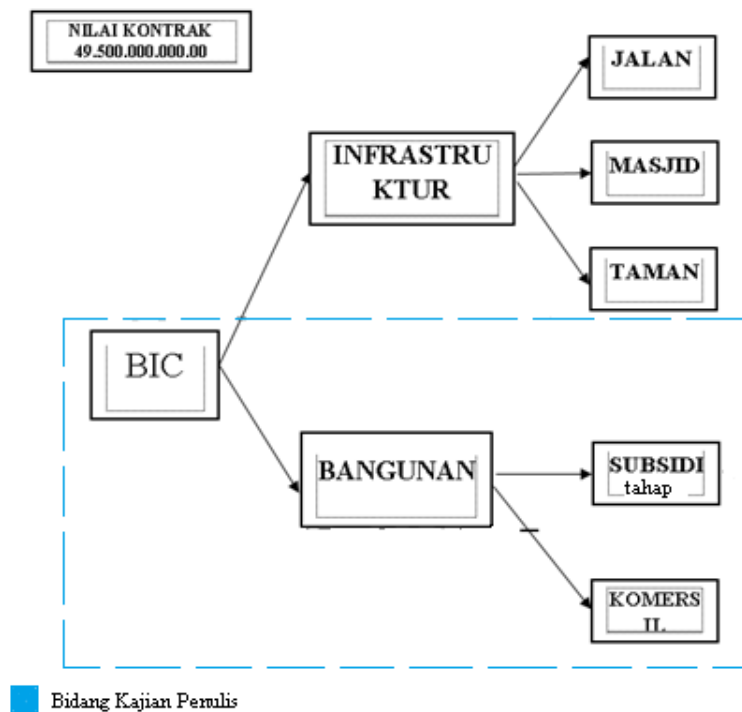 NILAI KONTRAK
49.500.000.000.00
JALAN
INFRASTRU
KTUR
MASJID
TAMAN
BIC
BANGUNAN
SUBSIDI
tahap
KOMERS
IL
Bidang Kajian Penulis